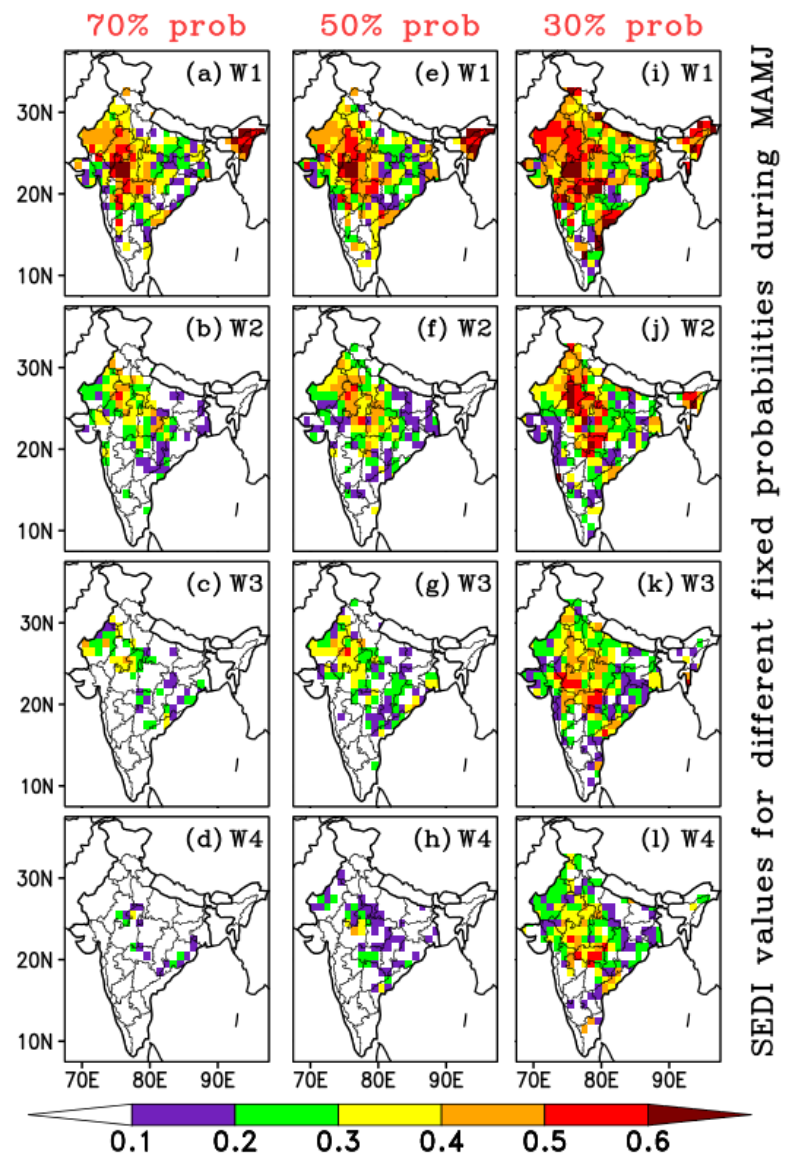 70% prob 50% prob 30% prob
(a) W1 (e) W1 (i) W1
30N
20N
10N
(b) W2 (f) W2 (j) W2
30N
20N
10N
(c) W3 (g) W3 (k) W3
30N
20N
10N
(d) W4 (h) W4 (l) W4
30N
20N
10N
70E 80E 90E 70E 80E 90E 70E 80E 90E
0.1 0.2 0.3 0.4 0.5 0.6
SEDI values for different fixed probabilities during MAMJ